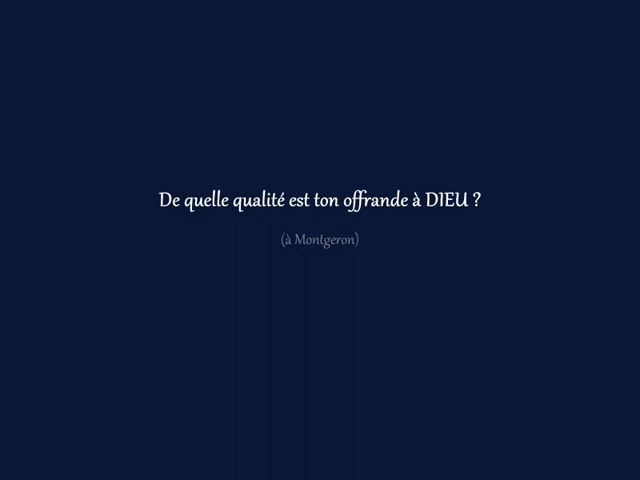 De quelle qualité est ton offrande à DIEU ?
(à Montgeron)